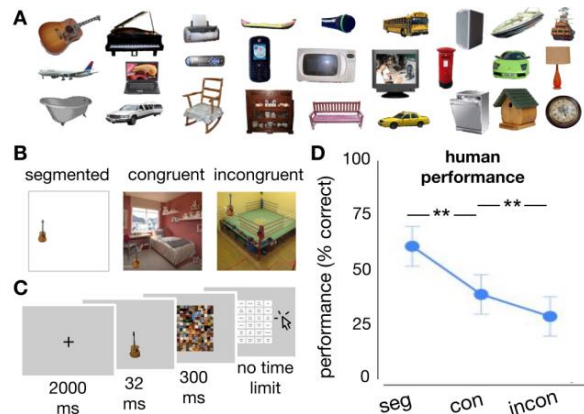 A
B
segmented congruent incongruent
C
2000
ms
32
ms
300
ms
no time
limit
D
human
performance
performance (% correct)
100
75
50
25
0
**
**
seg con incon